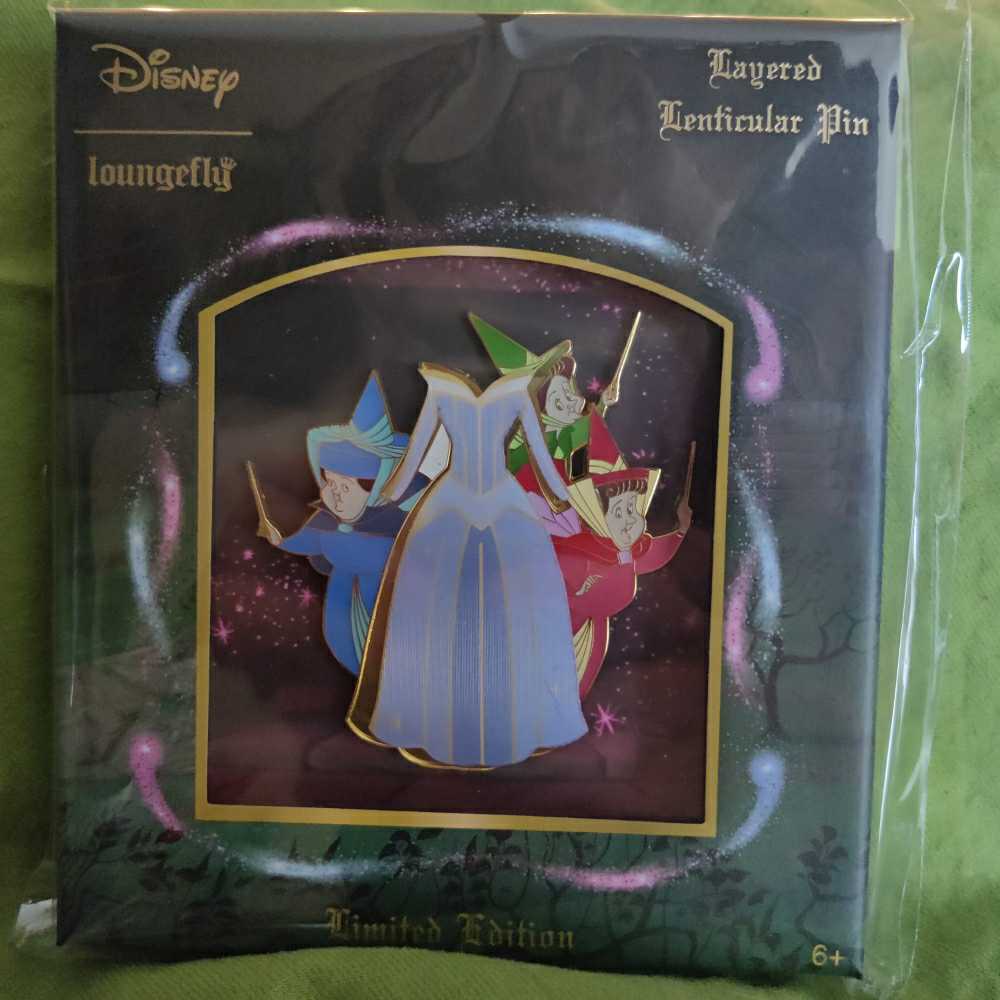 Disney
loungefly
Layered
Lenticular Pin
Limited Edition
6+